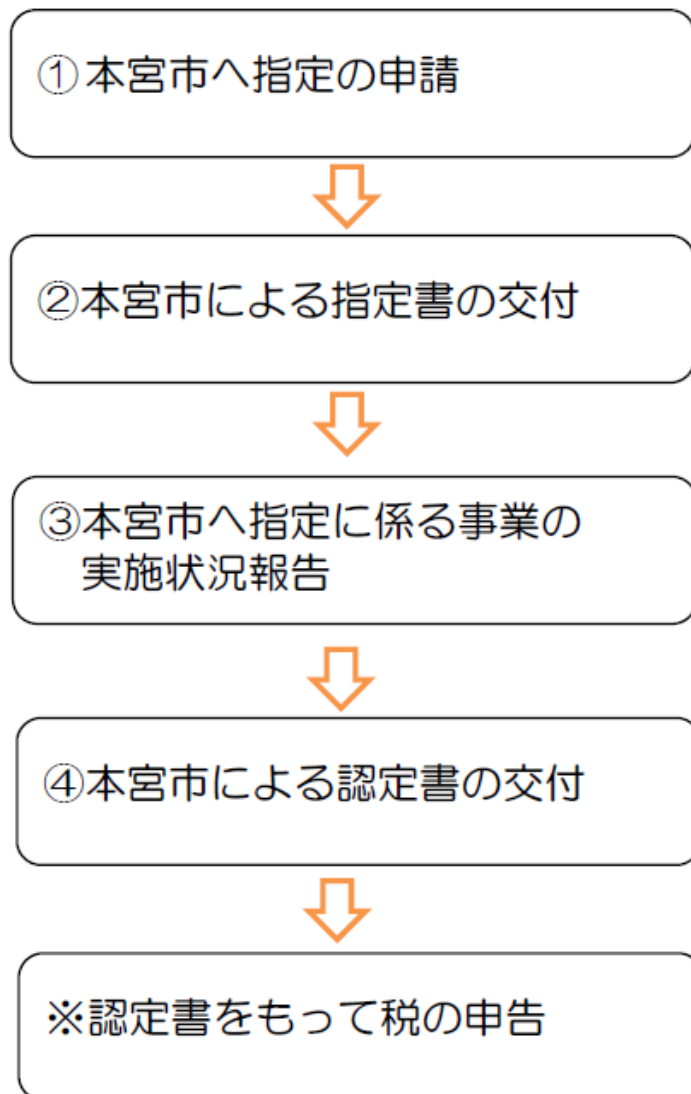 ①本宮市へ指定の申請
②本宮市による指定書の交付
③本宮市へ指定に係る事業の
実施状況報告
④本宮市による認定書の交付
※認定書をもって税の申告